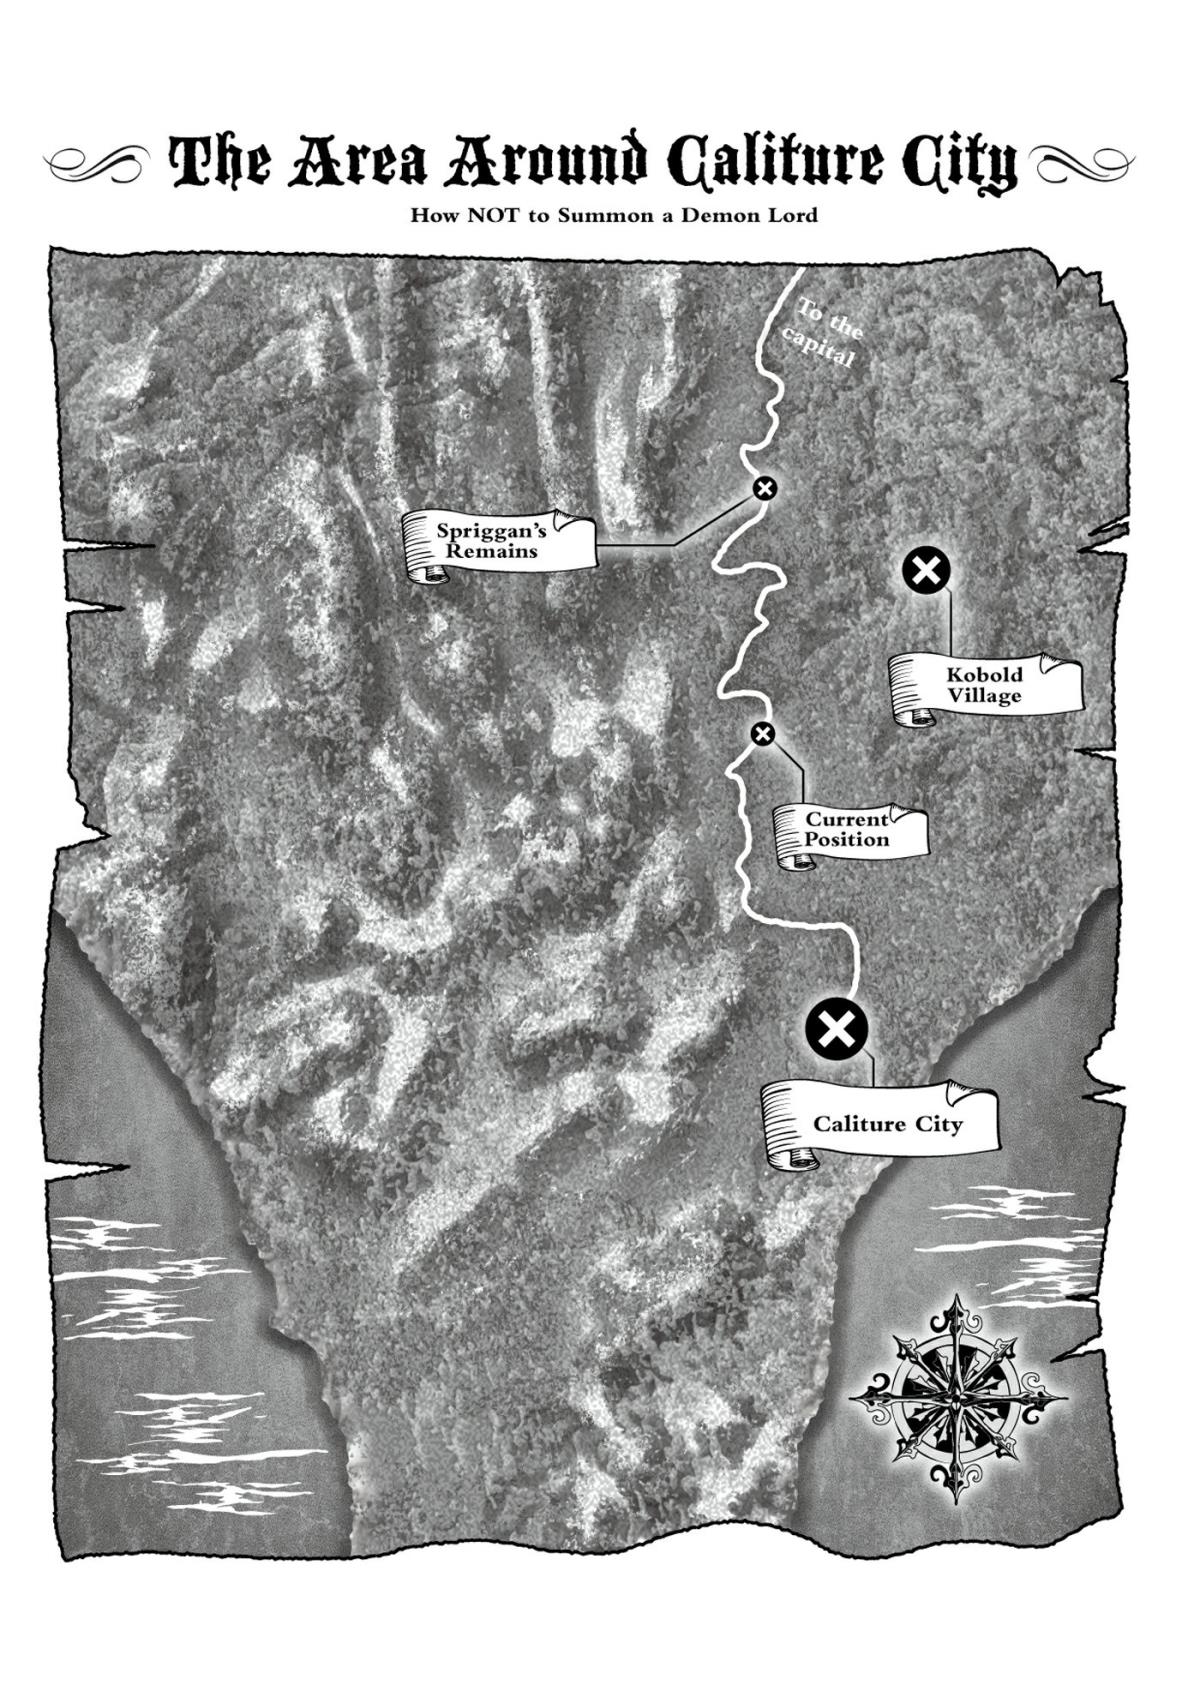 The Area Around Caliture City
How NOT to Summon a Demon Lord
To the
capital
Spriggan's
Remains
Kobold
Village
Current
Position
Caliture City